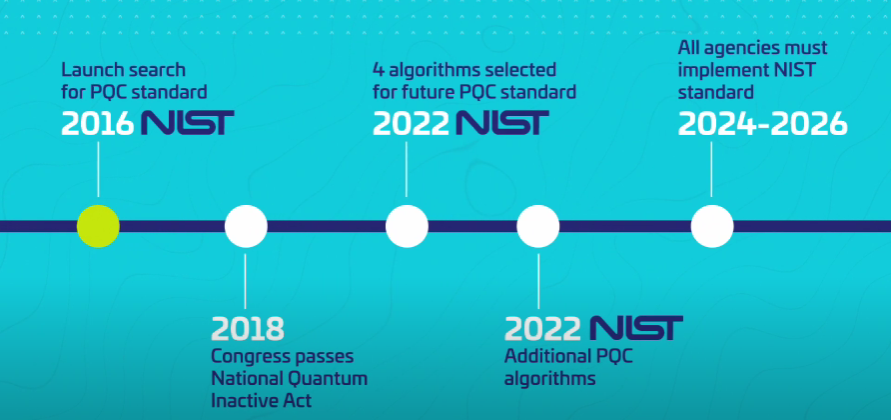 Launch search
for PQC standard
2016 NIST
2018
Congress passes
National Quantum
Inactive Act
4 algorithms selected
for future PQC standard
2022 NIST
2022 NIST
Additional PQC
algorithms
All agencies must
implement NIST
standard
2024-2026